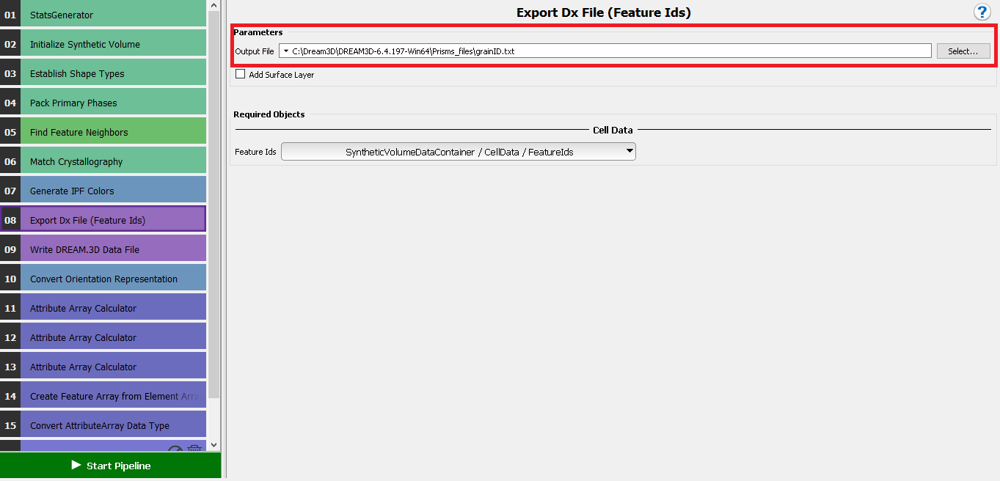 01 StatsGenerator
02 Initialize Synthetic Volume
03 Establish Shape Types
04 Pack Primary Phases
05 Find Feature Neighbors
06 Match Crystallography
07 Generate IPF Colors
08 Export Dx File (Feature Ids)
09 Write DREAM.3D Data File
10 Convert Orientation Representation
11 Attribute Array Calculator
12 Attribute Array Calculator
13 Attribute Array Calculator
14 Create Feature Array from Element Arra
15 Convert AttributeArray Data Type
Start Pipeline
Export Dx File (Feature Ids)
?
Parameters
Output File C:\Dream3D\DREAM3D-6.4.197-Win64\Prisms_files\grainID.txt Select...
Add Surface Layer
Required Objects
Cell Data
Feature Ids SyntheticVolumeDataContainer / CellData / FeatureIds